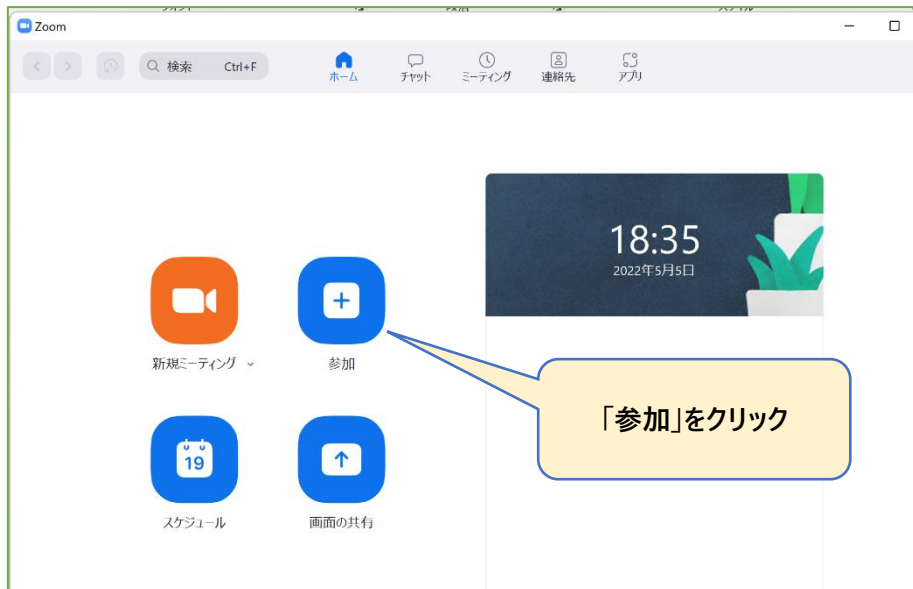 Zoom
検索 Ctrl+F
ホーム
チャット
ミーティング
連絡先
アプリ
18:35
2022年5月5日
新規ミーティング
参加
「参加」をクリック
19
スケジュール
画面の共有